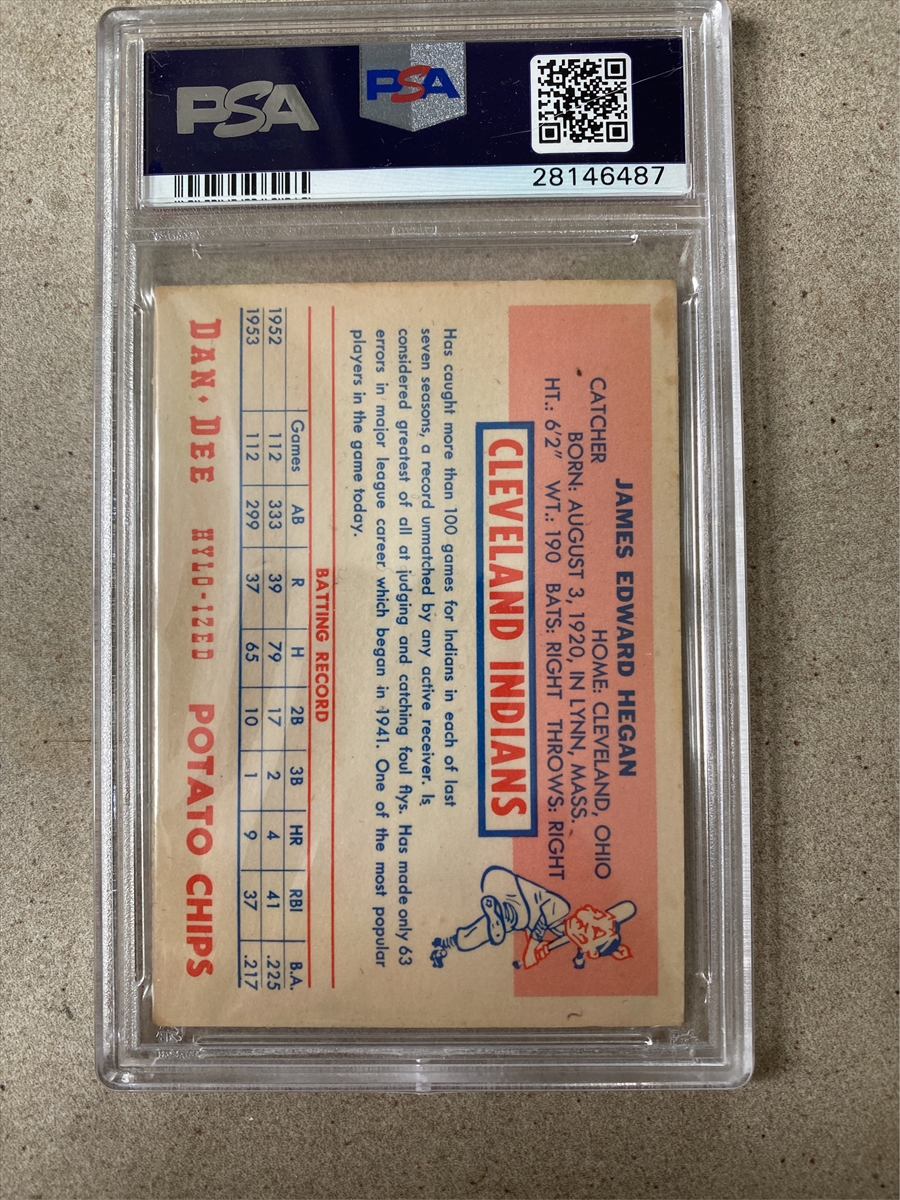 PSA
PSA
28146487
JAMES EDWARD HEGAN
HOME: CLEVELAND, OHIO
CATCHER
BORN: AUGUST 3, 1920, IN LYNN, MASS.
HT.: 6'2" WT.: 190 BATS: RIGHT THROWS: RIGHT
CLEVELAND INDIANS
Has caught more than 100 games for Indians in each of last
seven seasons, a record unmatched by any active receiver. Is
considered greatest of all at judging and catching foul flys. Has made only 63
errors in major league career which began in 1941. One of the most popular
players in the game today.
BATTING RECORD
Games AB R H 2B 3B HR RBI B.A.
1952 112 333 39 79 17 2 4 41 .225
1953 112 299 37 65 10 1 9 37 .217
DAN·DEE HYLO-IZED POTATO CHIPS